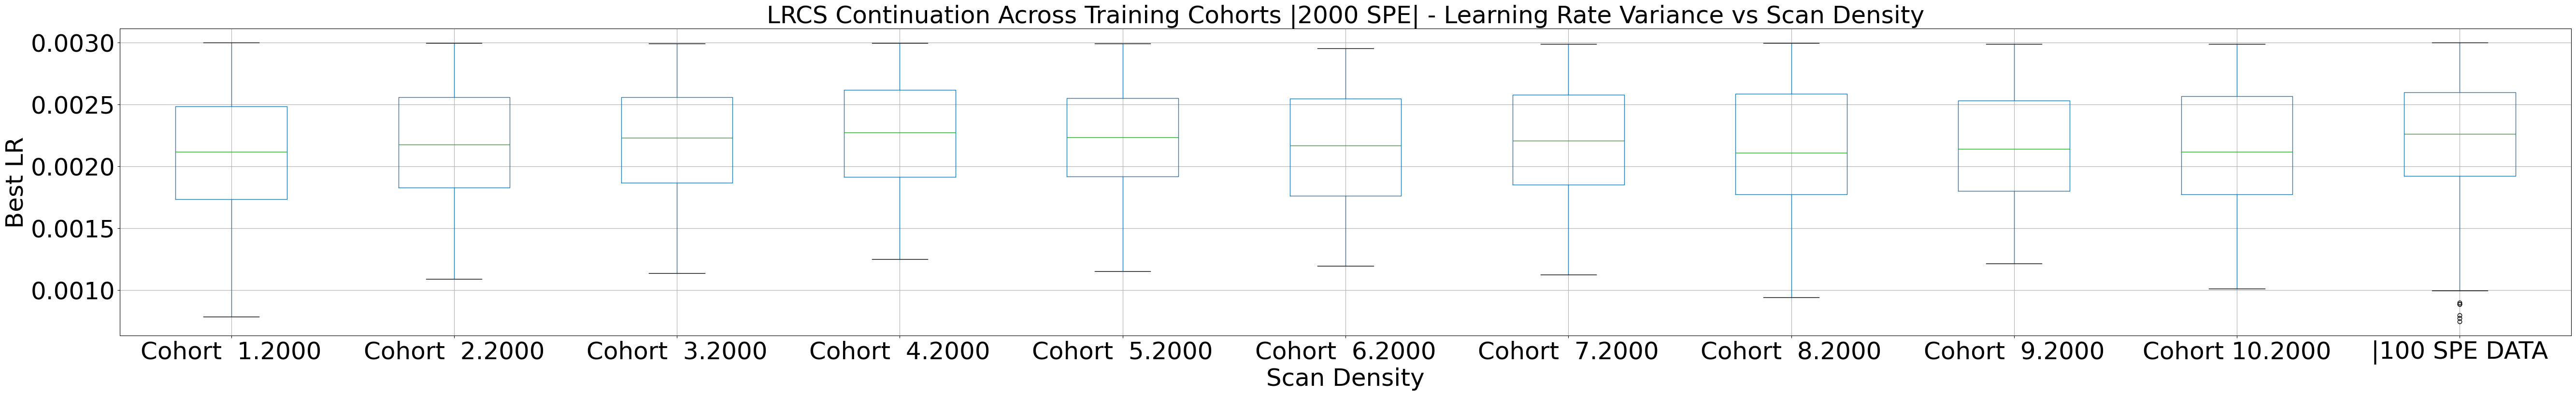 LRCS Continuation Across Training Cohorts |2000 SPE| - Learning Rate Variance vs Scan Density
0.0030
0.0025
0.0020
0.0015
0.0010
Best LR
Cohort  1.2000
Cohort  2.2000
Cohort  3.2000
Cohort  4.2000
Cohort  5.2000
Cohort  6.2000
Cohort  7.2000
Cohort  8.2000
Cohort  9.2000
Cohort 10.2000
|100 SPE DATA
Scan Density